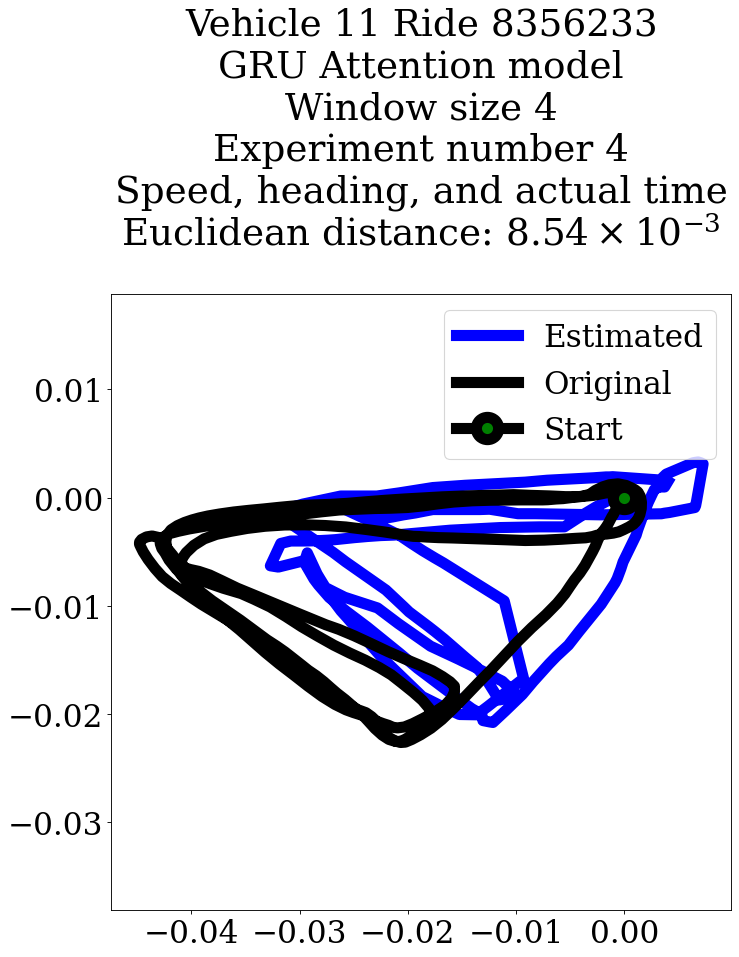 Vehicle 11 Ride 8356233
GRU Attention model
Window size 4
Experiment number 4
Speed, heading, and actual time
Euclidean distance: 8.54 × 10⁻³
Estimated
Original
Start
0.01
0.00
−0.01
−0.02
−0.03
−0.04 −0.03 −0.02 −0.01 0.00